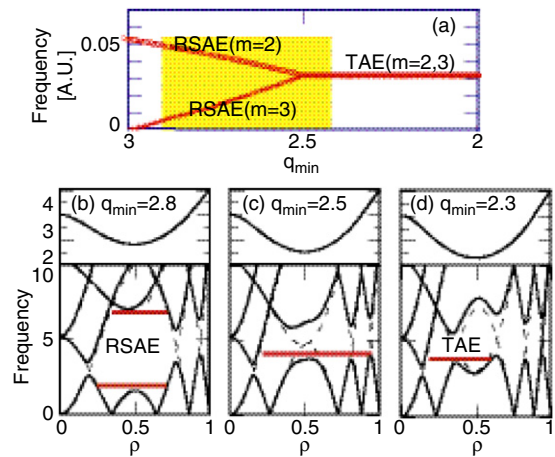 (a)
Frequency
[A.U.]
0.05
0
RSAE(m=2)
TAE(m=2,3)
RSAE(m=3)
3 2.5 2
q_min
(b) q_min=2.8 (c) q_min=2.5 (d) q_min=2.3
4
3
2
10
5
0
Frequency
RSAE
TAE
0 0.5 1 0 0.5 1 0 0.5 1
ρ ρ ρ